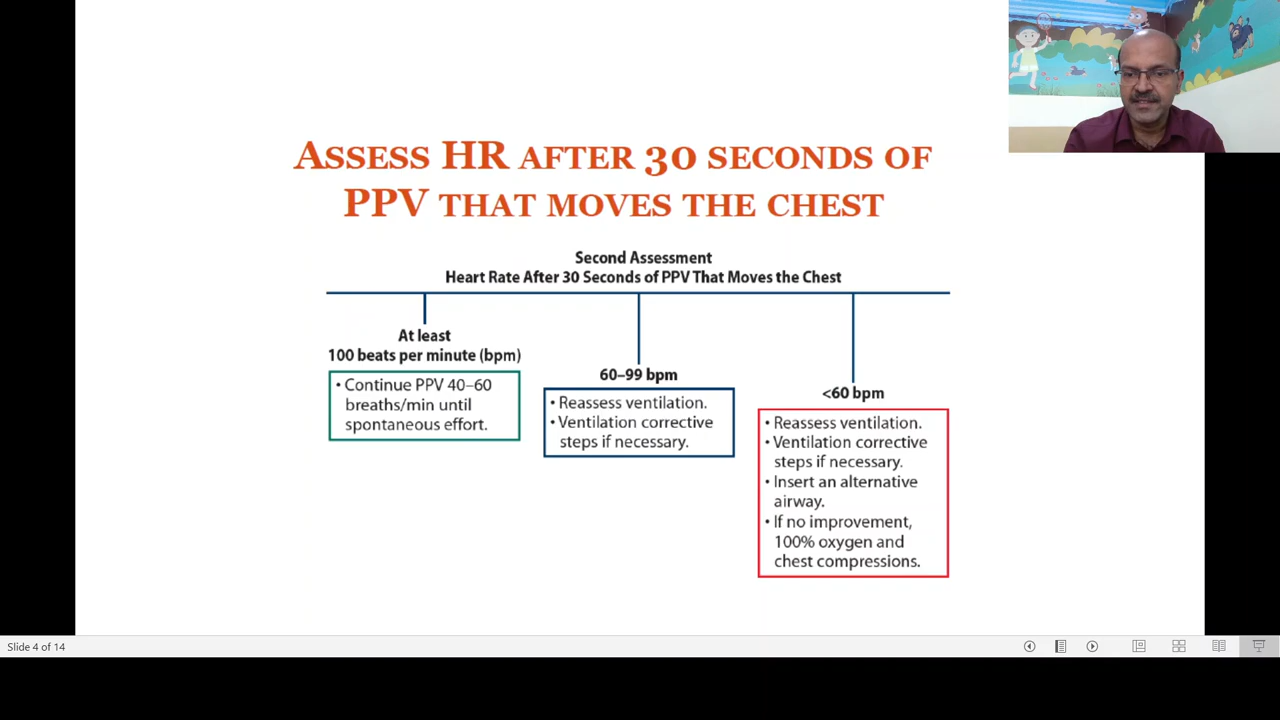 ASSESS HR AFTER 30 SECONDS OF
PPV THAT MOVES THE CHEST
Second Assessment
Heart Rate After 30 Seconds of PPV That Moves the Chest
At least
100 beats per minute (bpm)
• Continue PPV 40–60
breaths/min until
spontaneous effort.
60–99 bpm
• Reassess ventilation.
• Ventilation corrective
steps if necessary.
<60 bpm
• Reassess ventilation.
• Ventilation corrective
steps if necessary.
• Insert an alternative
airway.
• If no improvement,
100% oxygen and
chest compressions.
Slide 4 of 14